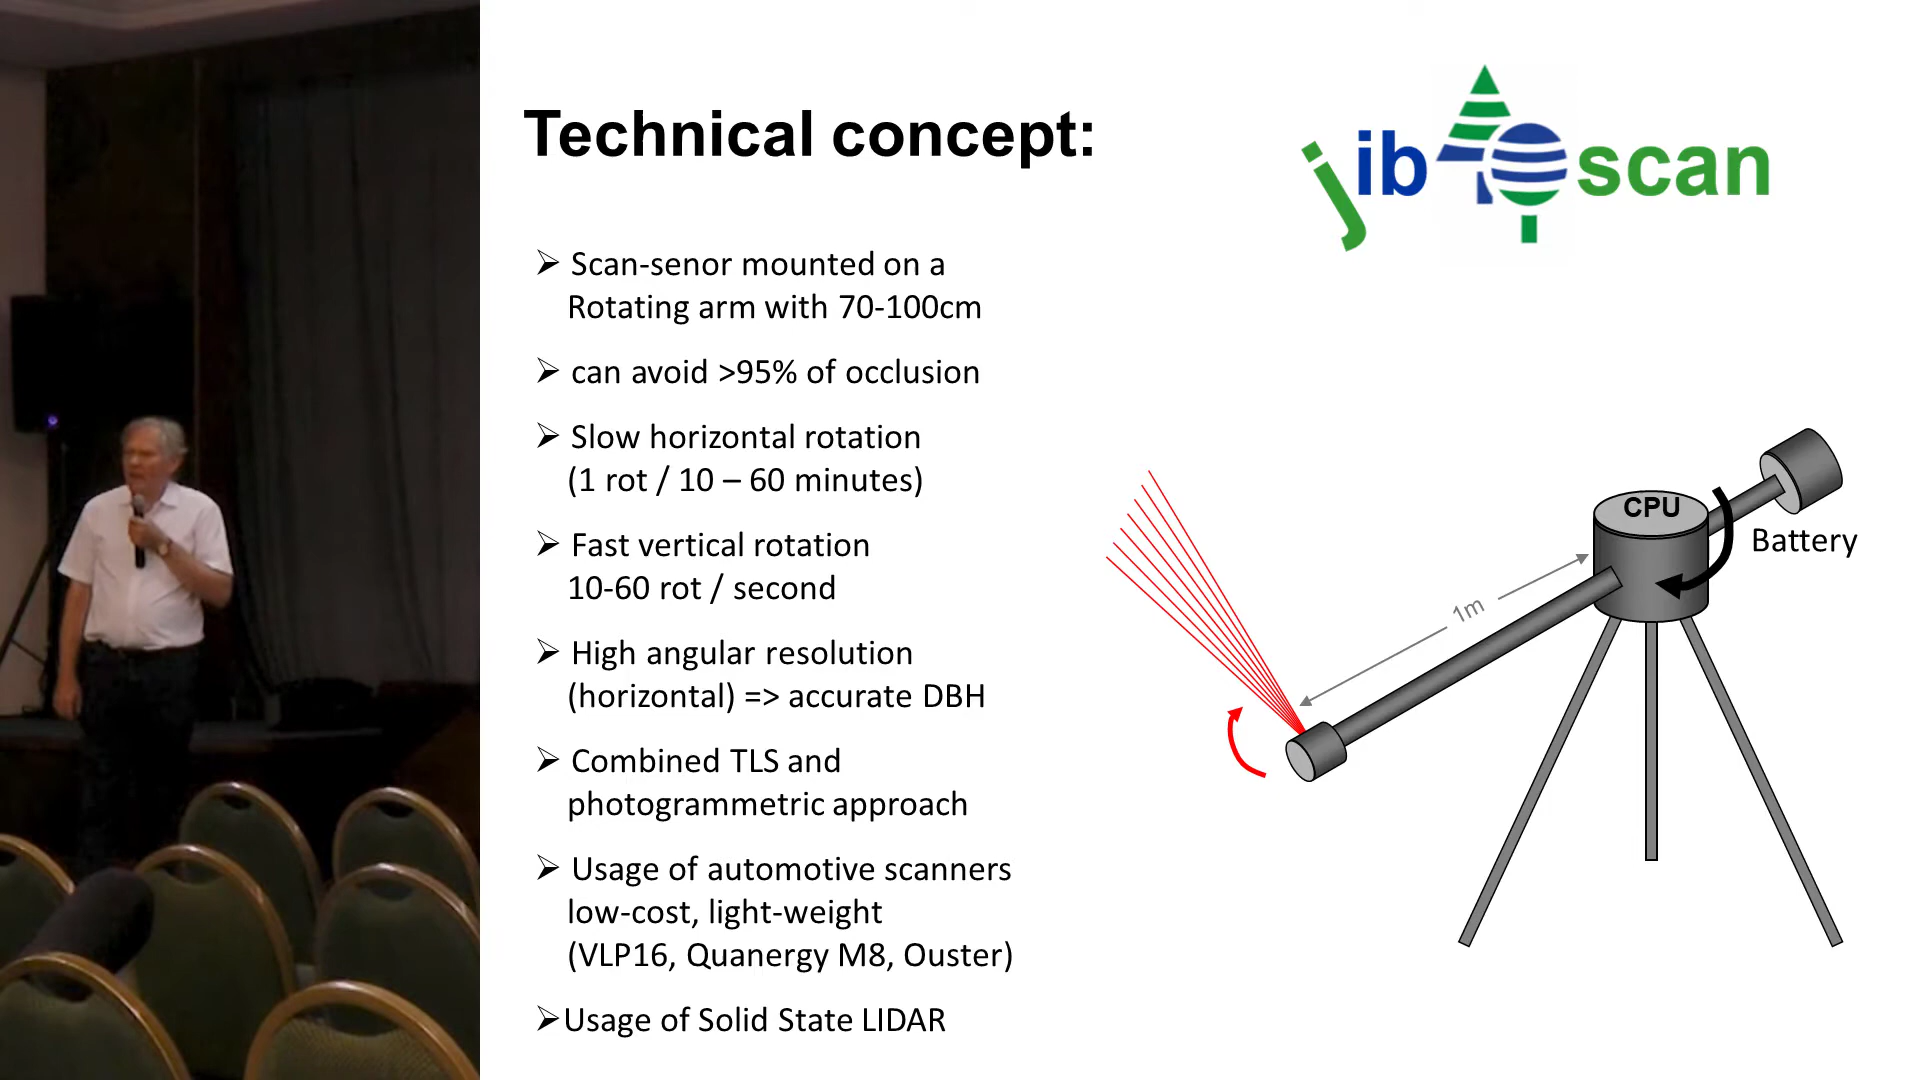 Technical concept:
jib scan
➢ Scan-senor mounted on a
Rotating arm with 70-100cm
➢ can avoid >95% of occlusion
➢ Slow horizontal rotation
(1 rot / 10 – 60 minutes)
➢ Fast vertical rotation
10-60 rot / second
➢ High angular resolution
(horizontal) => accurate DBH
➢ Combined TLS and
photogrammetric approach
➢ Usage of automotive scanners
low-cost, light-weight
(VLP16, Quanergy M8, Ouster)
➢Usage of Solid State LIDAR
CPU
Battery
1m